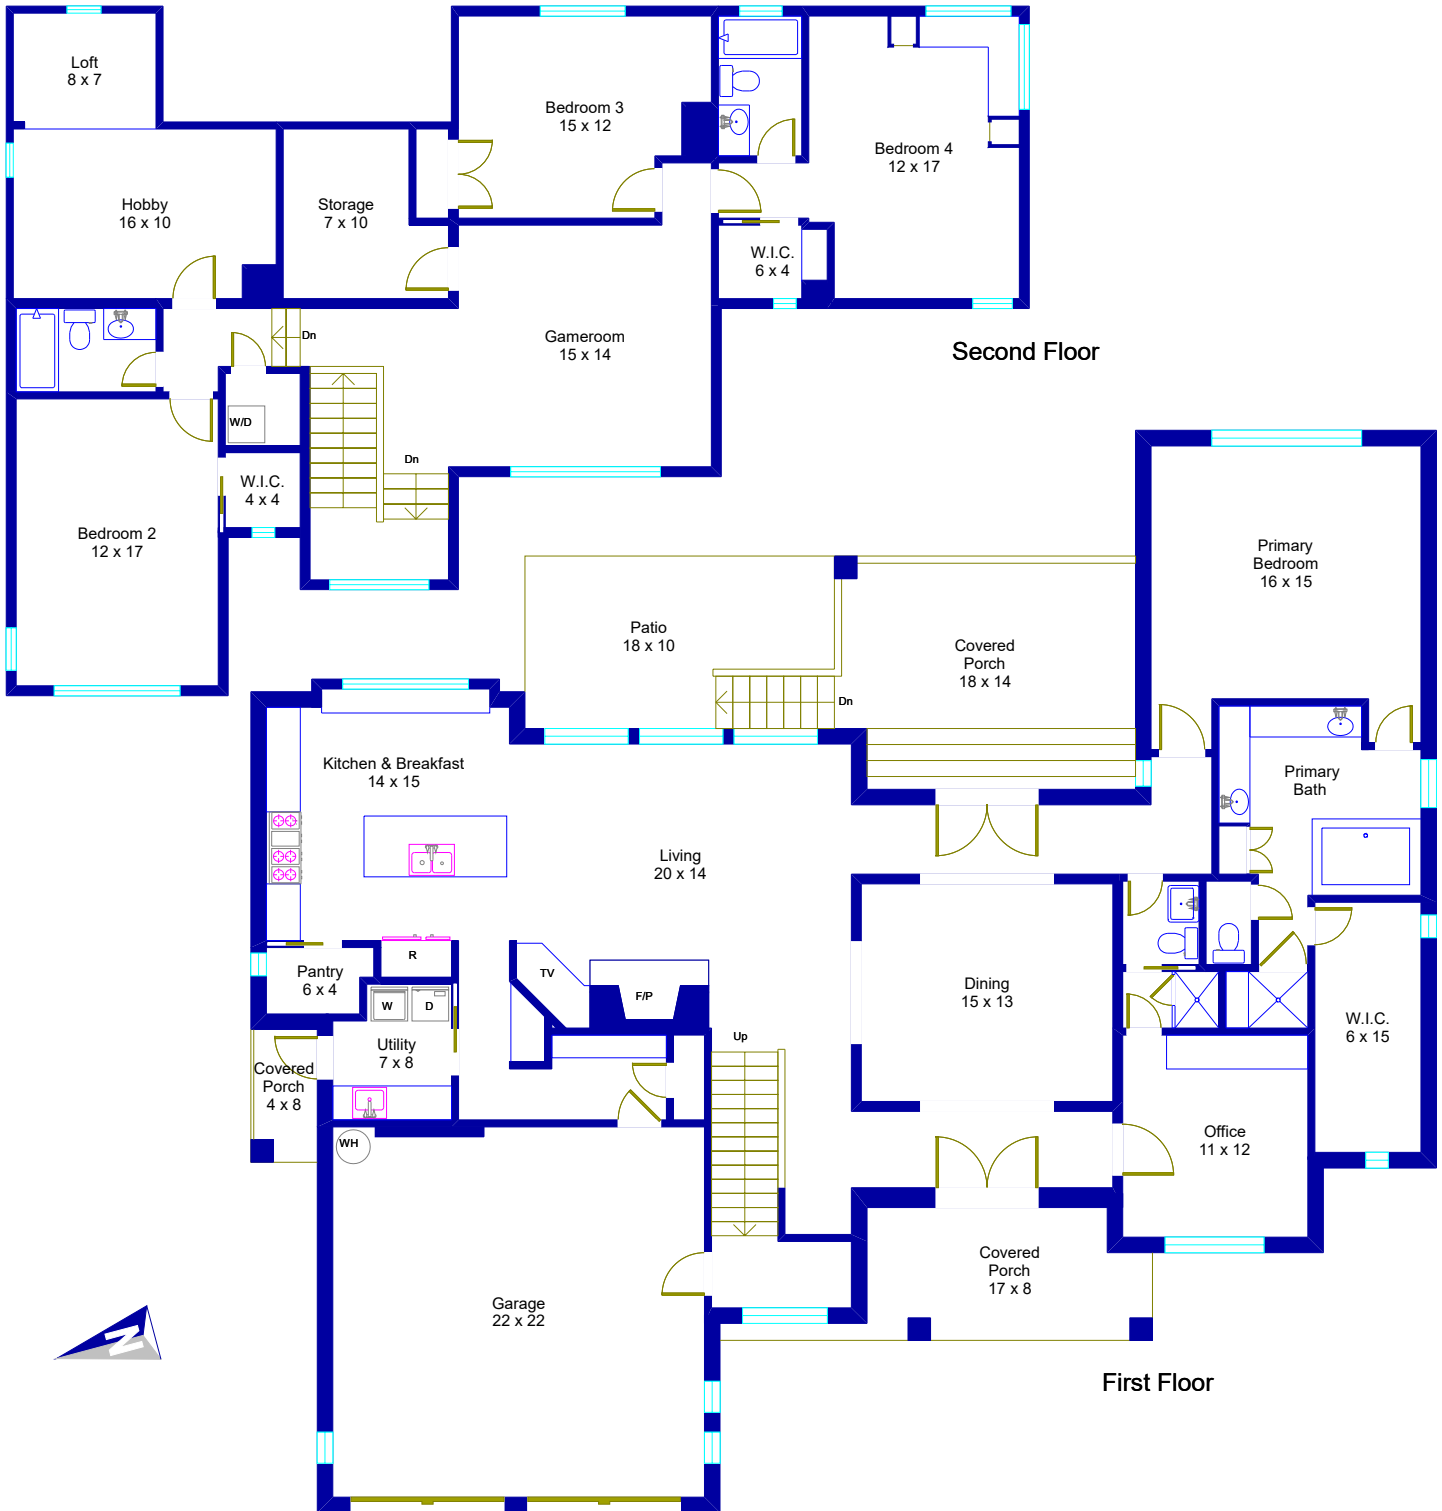 Loft
8 x 7
Hobby
16 x 10
Storage
7 x 10
Bedroom 3
15 x 12
Bedroom 4
12 x 17
W.I.C.
6 x 4
Gameroom
15 x 14
Dn
Second Floor
W/D
Dn
W.I.C.
4 x 4
Bedroom 2
12 x 17
Primary
Bedroom
16 x 15
Patio
18 x 10
Covered
Porch
18 x 14
Dn
Kitchen & Breakfast
14 x 15
Primary
Bath
Living
20 x 14
R
TV
F/P
Pantry
6 x 4
W
D
Dining
15 x 13
W.I.C.
6 x 15
Utility
7 x 8
Up
Covered
Porch
4 x 8
WH
Office
11 x 12
Covered
Porch
17 x 8
Garage
22 x 22
N
First Floor